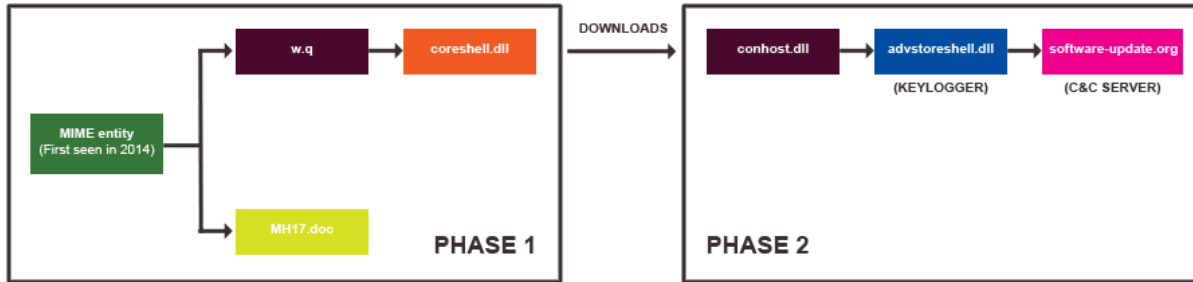 MIME entity
(First seen in 2014)
w.q
coreshell.dll
MH17.doc
PHASE 1
DOWNLOADS
conhost.dll
advstoreshell.dll
(KEYLOGGER)
software-update.org
(C&C SERVER)
PHASE 2